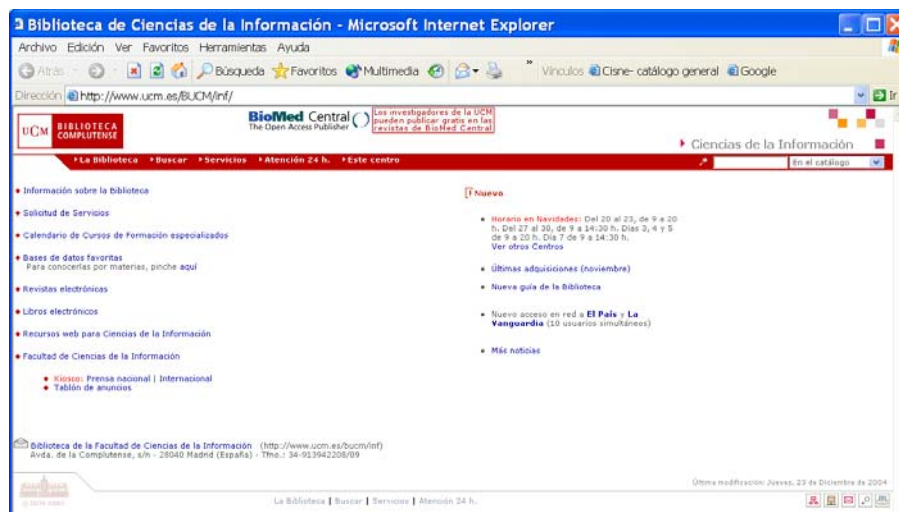 Biblioteca de Ciencias de la Información - Microsoft Internet Explorer
Archivo Edición Ver Favoritos Herramientas Ayuda
Atrás Búsqueda Favoritos Multimedia » Vínculos Cisne- catálogo general Google
Dirección http://www.ucm.es/BUCM/inf/ Ir
UCM BIBLIOTECA COMPLUTENSE
BioMed Central
The Open Access Publisher
Los investigadores de la UCM
pueden publicar gratis en las
revistas de BioMed Central
Ciencias de la Información
La Biblioteca Buscar Servicios Atención 24 h. Este centro En el catálogo
Información sobre la Biblioteca
Solicitud de Servicios
Calendario de Cursos de Formación especializados
Bases de datos favoritas
Para conocerlas por materias, pinche aquí
Revistas electrónicas
Libros electrónicos
Recursos web para Ciencias de la Información
Facultad de Ciencias de la Información
Kiosco: Prensa nacional | Internacional
Tablón de anuncios
Nuevo
Horario en Navidades: Del 20 al 23, de 9 a 20
h. Del 27 al 30, de 9 a 14:30 h. Días 3, 4 y 5
de 9 a 20 h. Día 7 de 9 a 14:30 h.
Ver otros Centros
Últimas adquisiciones (noviembre)
Nueva guía de la Biblioteca
Nuevo acceso en red a El País y La
Vanguardia (10 usuarios simultáneos)
Más noticias
Biblioteca de la Facultad de Ciencias de la Información (http://www.ucm.es/bucm/inf)
Avda. de la Complutense, s/n - 28040 Madrid (España) - Tfno.: 34-913942208/09
Última modificación: Jueves, 23 de Diciembre de 2004
La Biblioteca | Buscar | Servicios | Atención 24 h.